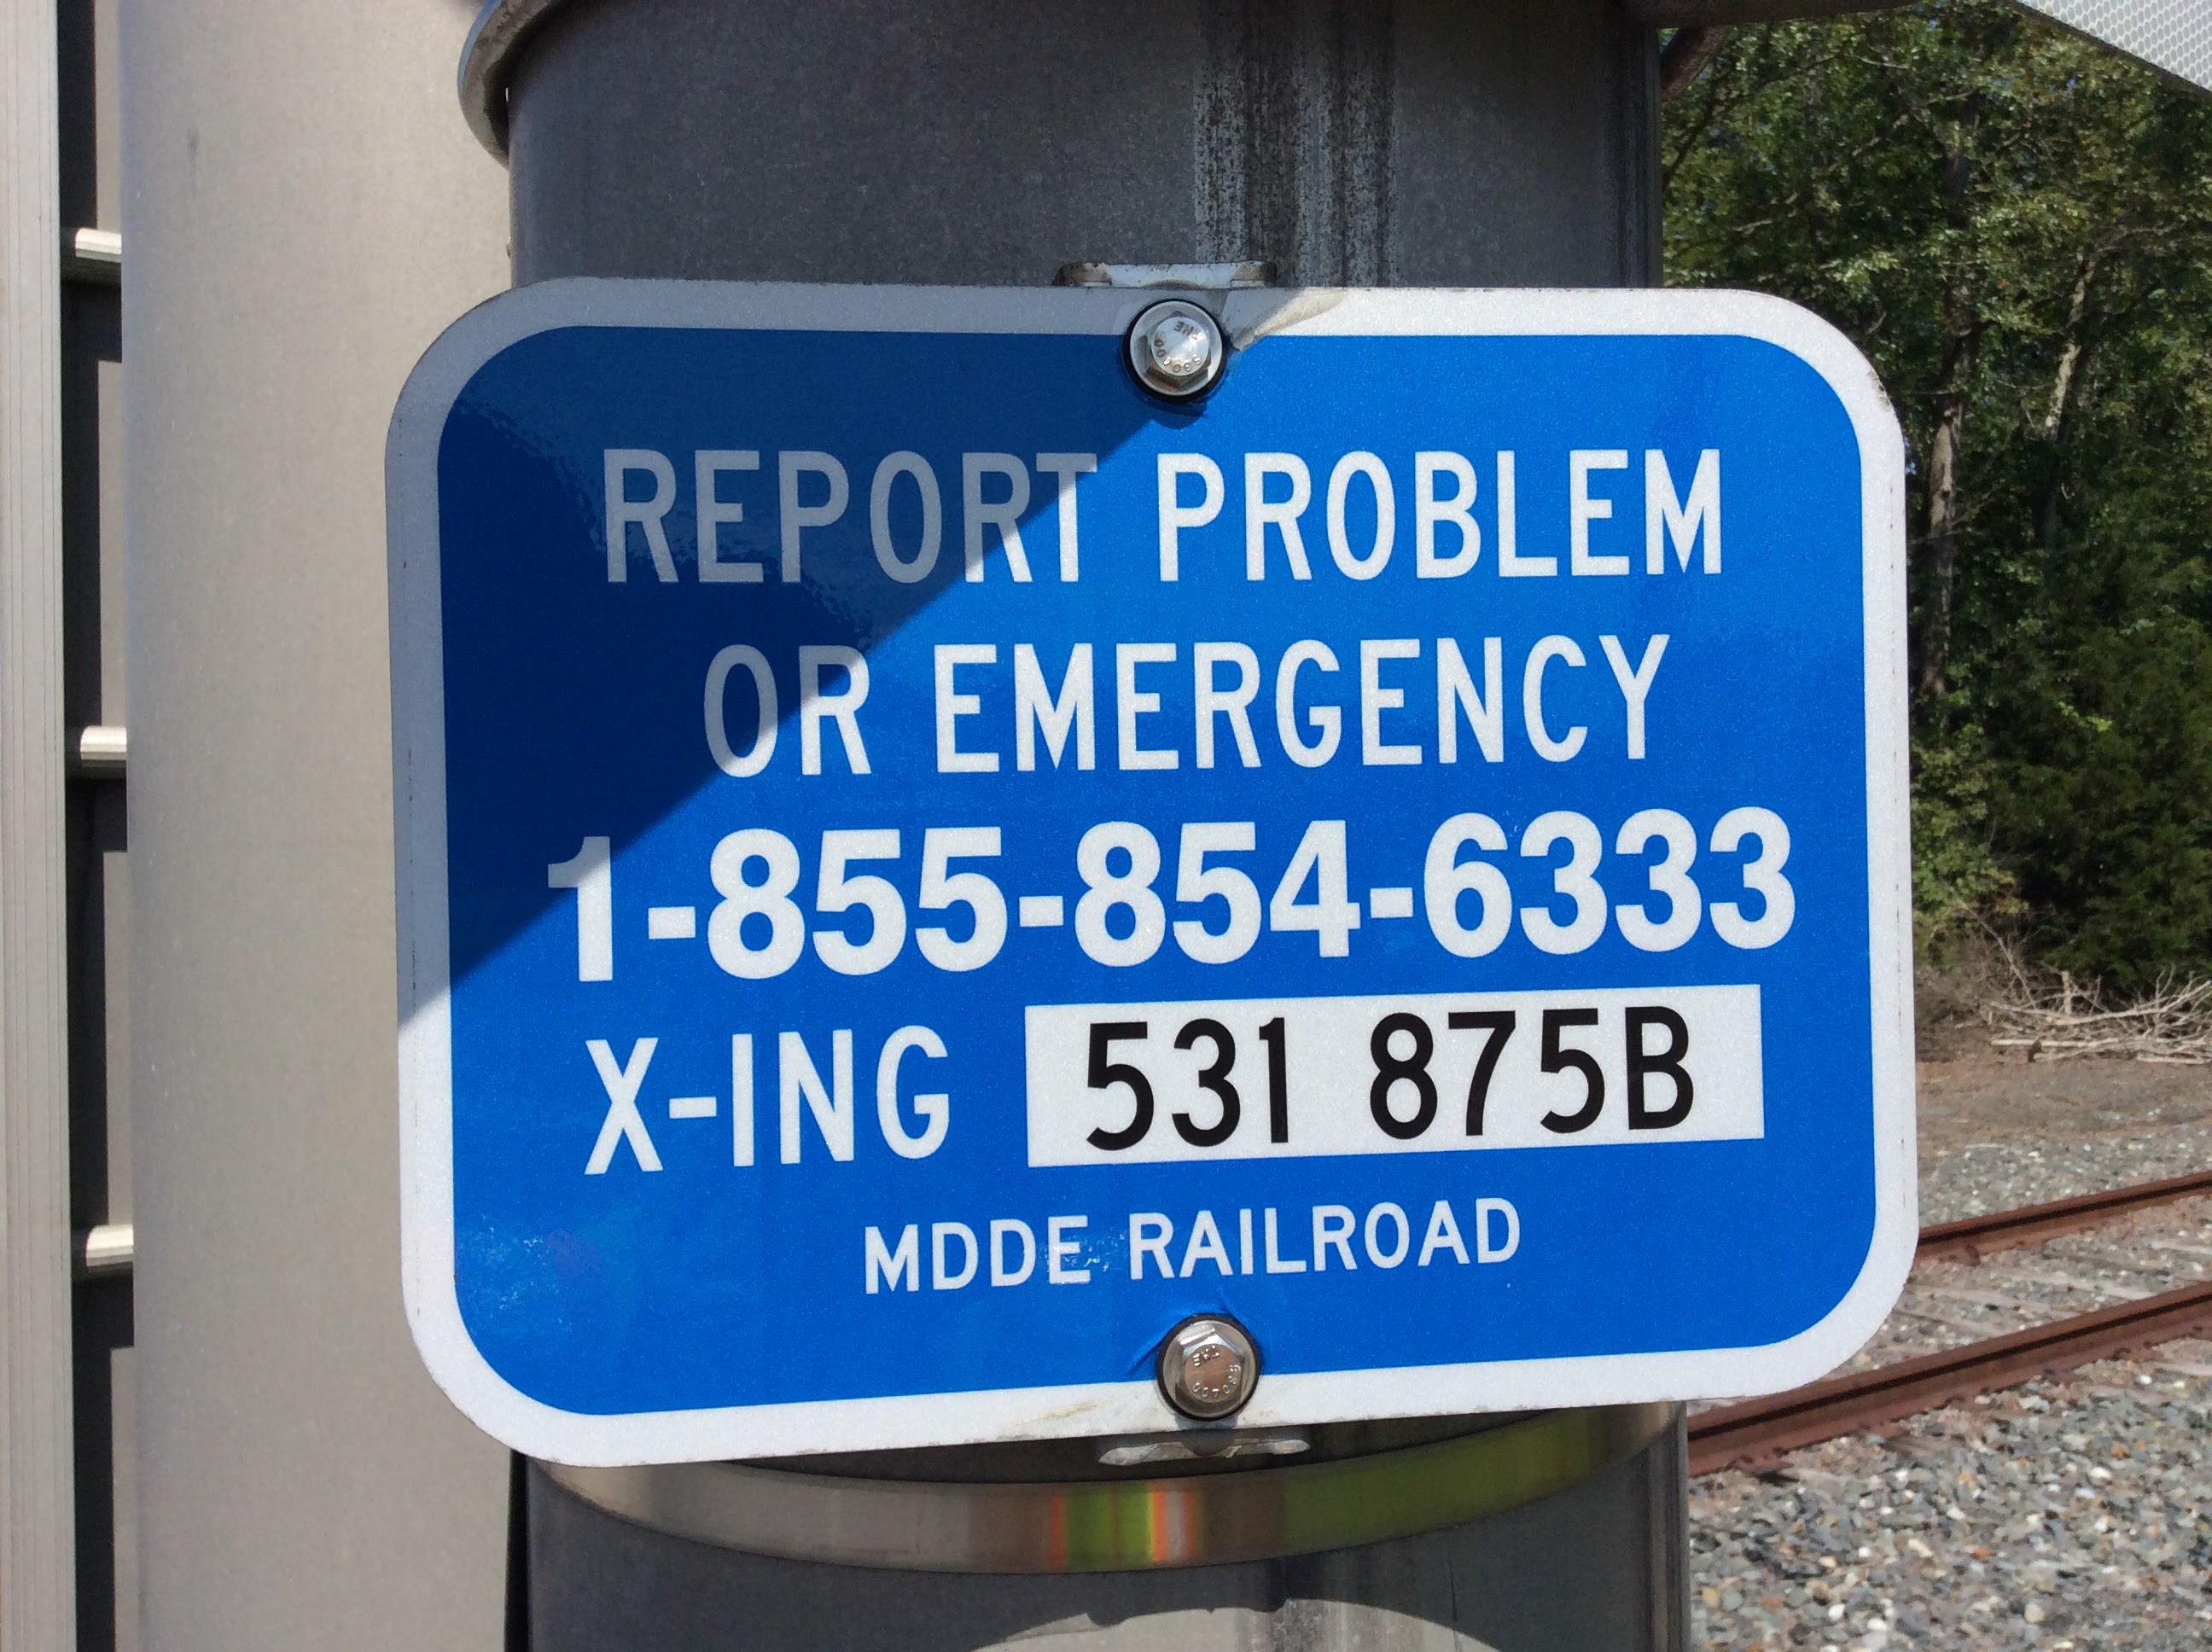 REPORT PROBLEM
OR EMERGENCY
1-855-854-6333
X-ING 531 875B
MDDE RAILROAD